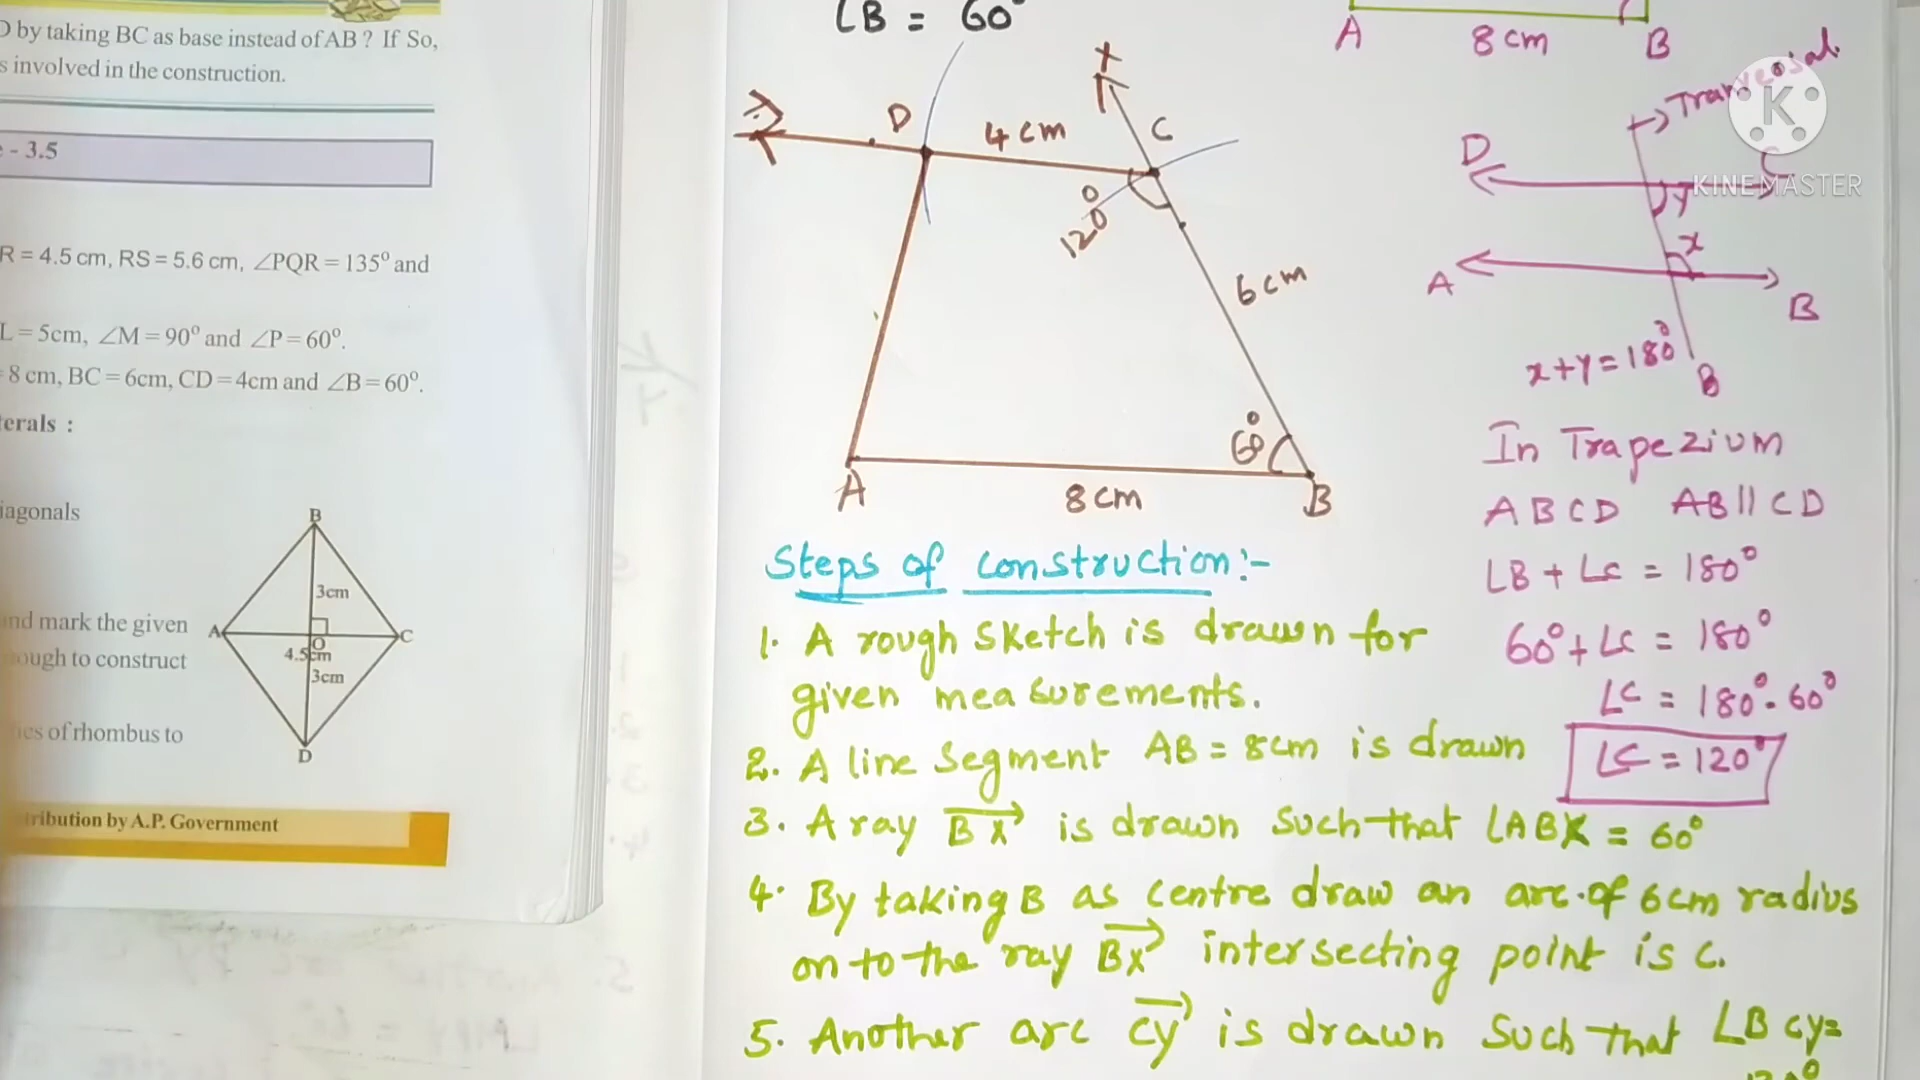 D by taking BC as base instead of AB ? If So,
s involved in the construction.
- 3.5
R = 4.5 cm, RS = 5.6 cm, ∠PQR = 135° and
L = 5cm, ∠M = 90° and ∠P = 60°.
8 cm, BC = 6cm, CD = 4cm and ∠B = 60°.
erals :
iagonals
nd mark the given
ough to construct
nes of rhombus to
B
3cm
A
O
C
4.5cm
3cm
D
tribution by A.P. Government
∠B = 60°
X
D
4 cm
C
120°
6 cm
60°
A
8 cm
B
Steps of construction:-
1. A rough sketch is drawn for
given measurements.
2. A line segment AB = 8cm is drawn
3. A ray BX is drawn such that ∠ABX = 60°
4. By taking B as centre draw an arc of 6cm radius
on to the ray BX intersecting point is C.
5. Another arc CY is drawn such that ∠BCY=
120°
A
8 cm
B
Transversal
D
C
KINEMASTER
y
x
A
B
x+y=180°
B
In Trapezium
ABCD AB∥CD
∠B + ∠C = 180°
60° + ∠C = 180°
∠C = 180° - 60°
∠C = 120°